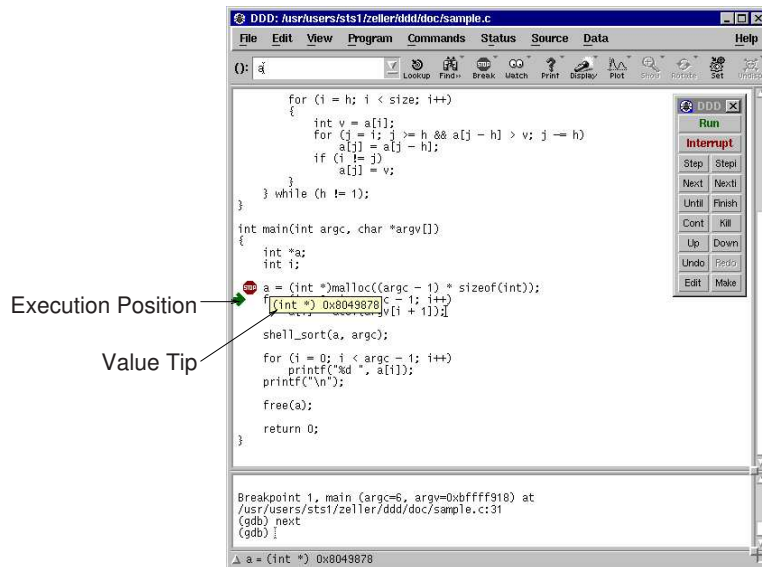 DDD: /usr/users/sts1/zeller/ddd/doc/sample.c
File Edit View Program Commands Status Source Data Help
(): a
Lookup Find>> Break Watch Print Display Plot Show Rotate Set Undisp
for (i = h; i < size; i++)
{
int v = a[i];
for (j = i; j >= h && a[j - h] > v; j -= h)
a[j] = a[j - h];
if (i != j)
a[j] = v;
}
} while (h != 1);
}
int main(int argc, char *argv[])
{
int *a;
int i;
STOP a = (int *)malloc((argc - 1) * sizeof(int));
f c - 1; i++)
(int *) 0x8049878
v[i + 1]);
shell_sort(a, argc);
for (i = 0; i < argc - 1; i++)
printf("%d ", a[i]);
printf("\n");
free(a);
return 0;
}
DDD
Run
Interrupt
Step Stepi
Next Nexti
Until Finish
Cont Kill
Up Down
Undo Redo
Edit Make
Execution Position
Value Tip
Breakpoint 1, main (argc=6, argv=0xbffff918) at
/usr/users/sts1/zeller/ddd/doc/sample.c:31
(gdb) next
(gdb)
a = (int *) 0x8049878